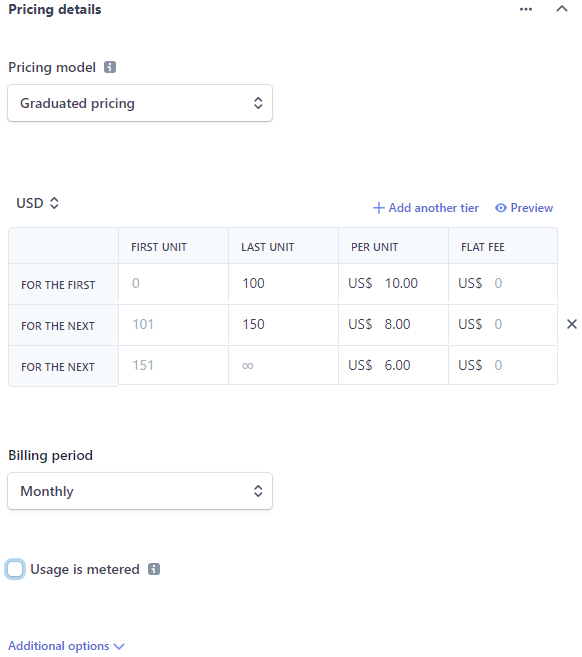 Pricing details
Pricing model
Graduated pricing
USD
Add another tier Preview
FIRST UNIT LAST UNIT PER UNIT FLAT FEE
FOR THE FIRST 0 100 US$ 10.00 US$ 0
FOR THE NEXT 101 150 US$ 8.00 US$ 0
FOR THE NEXT 151 ∞ US$ 6.00 US$ 0
Billing period
Monthly
Usage is metered
Additional options